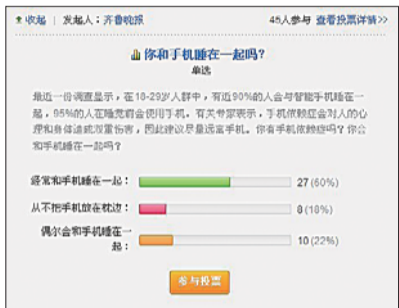 收起 | 发起人：齐鲁晚报 45人参与 查看投票详情>>
你和手机睡在一起吗？
单选
最近一份调查显示，在18-29岁人群中，有近90%的人会与智能手机睡在一
起，95%的人在睡觉前会使用手机。有关专家表示，手机依赖症会对人的心
理和身体造成双重伤害，因此建议尽量远离手机。你有手机依赖症吗？你会
和手机睡在一起吗？
经常和手机睡在一起： 27 (60%)
从不把手机放在枕边： 8 (18%)
偶尔会和手机睡在一
起： 10 (22%)
参与投票